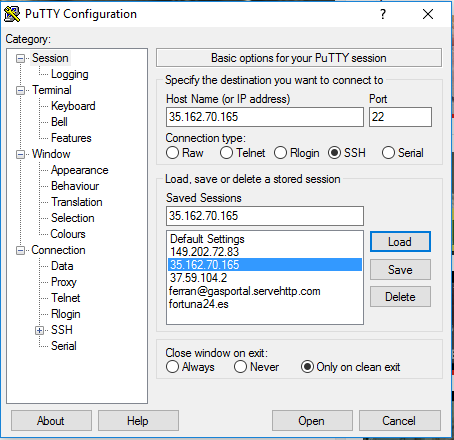 PuTTY Configuration
? ×
Category:
Session
Logging
Terminal
Keyboard
Bell
Features
Window
Appearance
Behaviour
Translation
Selection
Colours
Connection
Data
Proxy
Telnet
Rlogin
SSH
Serial
Basic options for your PuTTY session
Specify the destination you want to connect to
Host Name (or IP address) Port
35.162.70.165 22
Connection type:
Raw Telnet Rlogin SSH Serial
Load, save or delete a stored session
Saved Sessions
35.162.70.165
Default Settings
149.202.72.83
35.162.70.165
37.59.104.2
ferran@gasportal.servehttp.com
fortuna24.es
Load
Save
Delete
Close window on exit:
Always Never Only on clean exit
About Help Open Cancel